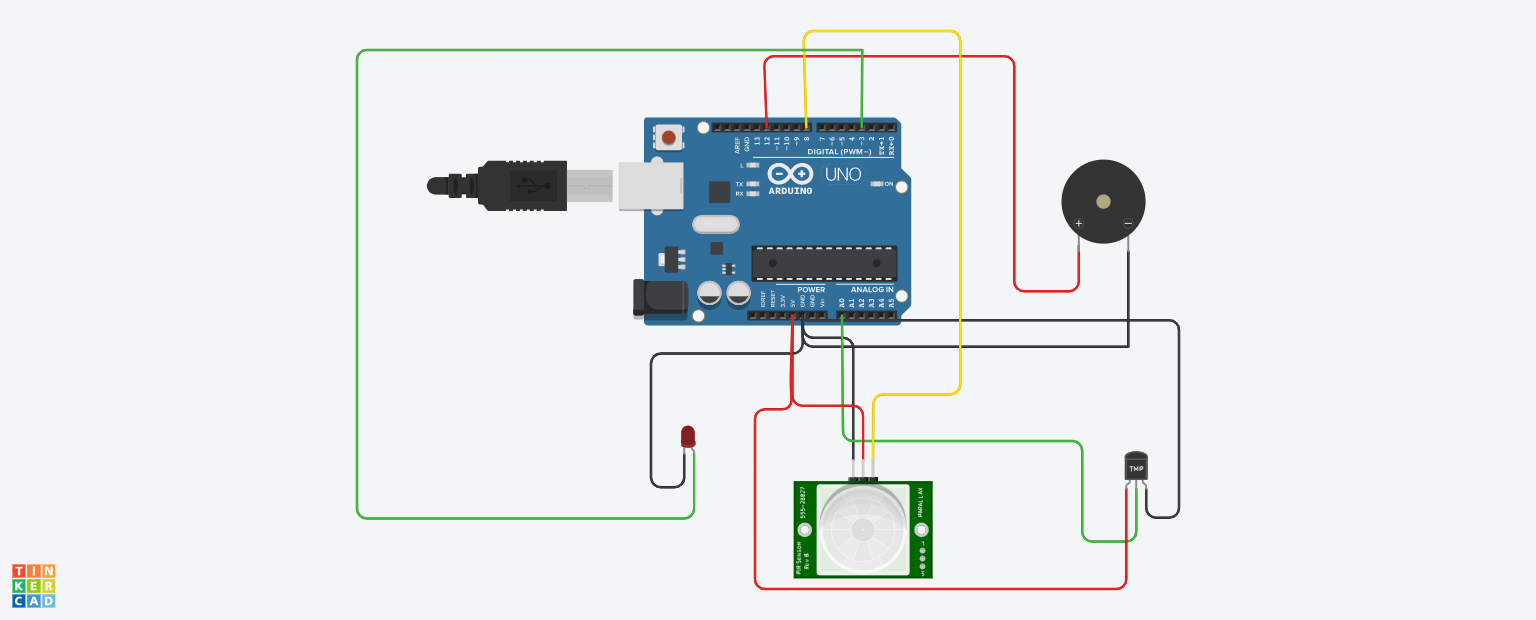 AREF
GND
13
12
~11
~10
~9
8
7
~6
~5
4
~3
2
TX→1
RX←0
DIGITAL (PWM~)
L
TX
RX
ARDUINO
UNO
ON
POWER
ANALOG IN
IOREF
RESET
3.3V
5V
GND
GND
Vin
A0
A1
A2
A3
A4
A5
+
−
TMP
555-28027
PIR SENSOR
Rev B
PARALLAX
TIN
KER
CAD